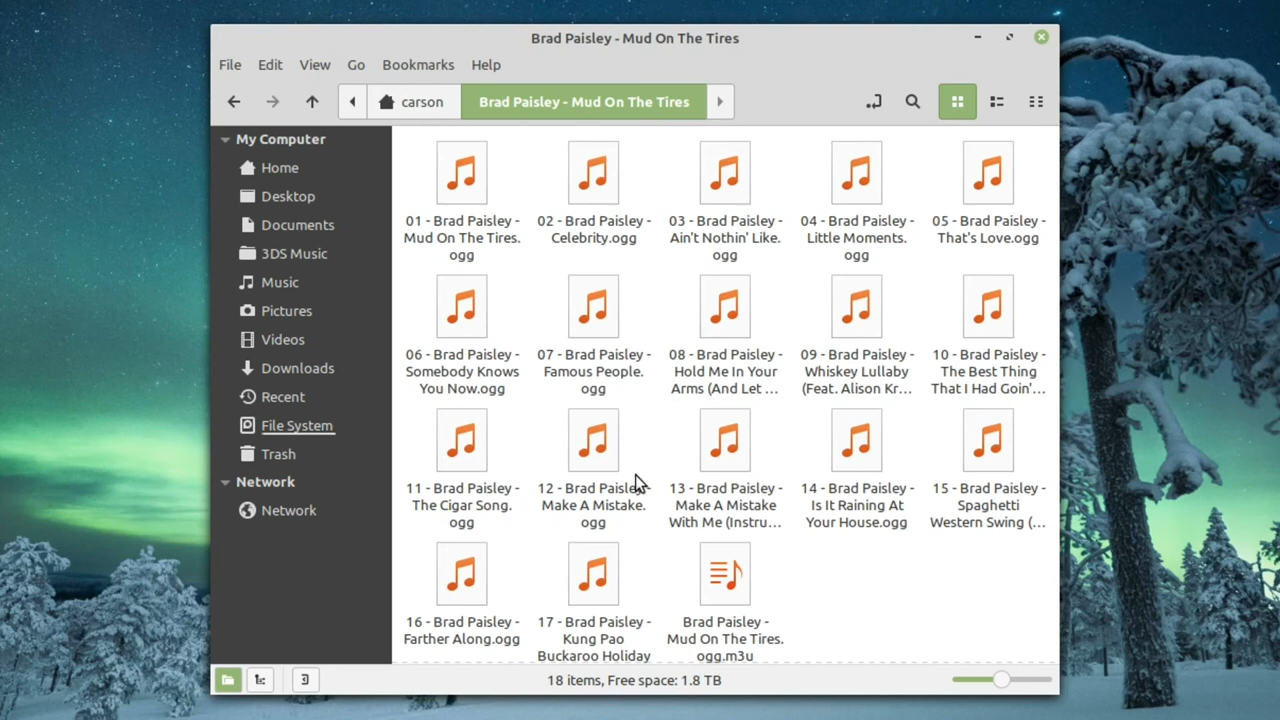 Brad Paisley - Mud On The Tires
File Edit View Go Bookmarks Help
carson Brad Paisley - Mud On The Tires
My Computer
Home
Desktop
Documents
3DS Music
Music
Pictures
Videos
Downloads
Recent
File System
Trash
Network
Network
01 - Brad Paisley -
Mud On The Tires.
ogg
02 - Brad Paisley -
Celebrity.ogg
03 - Brad Paisley -
Ain't Nothin' Like.
ogg
04 - Brad Paisley -
Little Moments.
ogg
05 - Brad Paisley -
That's Love.ogg
06 - Brad Paisley -
Somebody Knows
You Now.ogg
07 - Brad Paisley -
Famous People.
ogg
08 - Brad Paisley -
Hold Me In Your
Arms (And Let ...
09 - Brad Paisley -
Whiskey Lullaby
(Feat. Alison Kr...
10 - Brad Paisley -
The Best Thing
That I Had Goin'...
11 - Brad Paisley -
The Cigar Song.
ogg
12 - Brad Paisley -
Make A Mistake.
ogg
13 - Brad Paisley -
Make A Mistake
With Me (Instru...
14 - Brad Paisley -
Is It Raining At
Your House.ogg
15 - Brad Paisley -
Spaghetti
Western Swing (...
16 - Brad Paisley -
Farther Along.ogg
17 - Brad Paisley -
Kung Pao
Buckaroo Holiday
Brad Paisley -
Mud On The Tires.
ogg.m3u
18 items, Free space: 1.8 TB